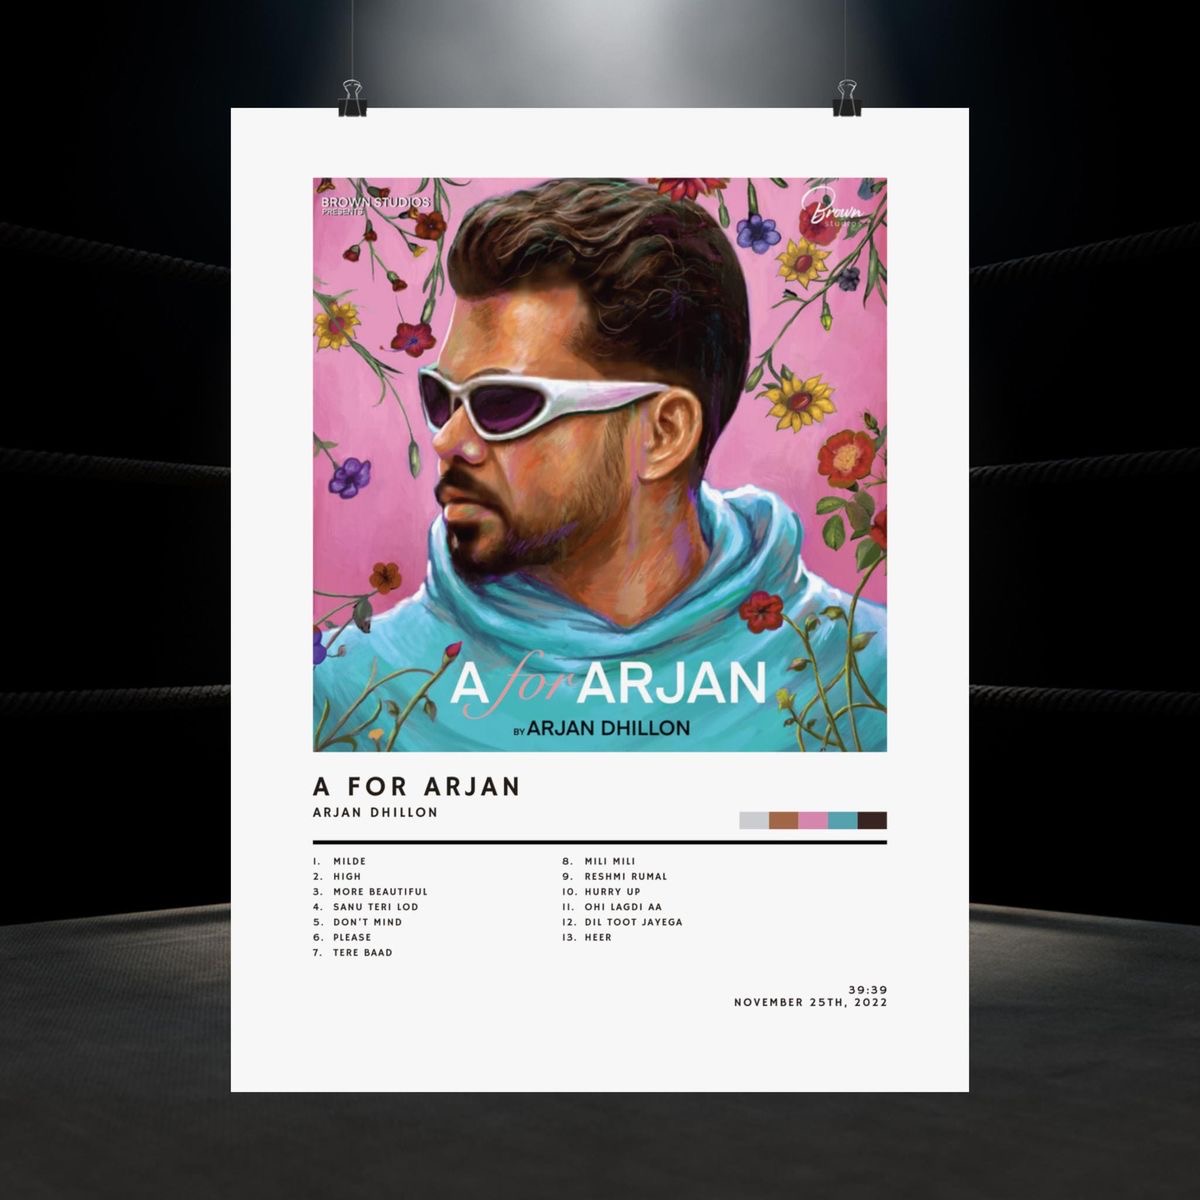 BROWN STUDIOS
PRESENTS
Brown
studios
A for ARJAN
BY ARJAN DHILLON
A FOR ARJAN
ARJAN DHILLON
1. MILDE
2. HIGH
3. MORE BEAUTIFUL
4. SANU TERI LOD
5. DON'T MIND
6. PLEASE
7. TERE BAAD
8. MILI MILI
9. RESHMI RUMAL
10. HURRY UP
11. OHI LAGDI AA
12. DIL TOOT JAYEGA
13. HEER
39:39
NOVEMBER 25TH, 2022